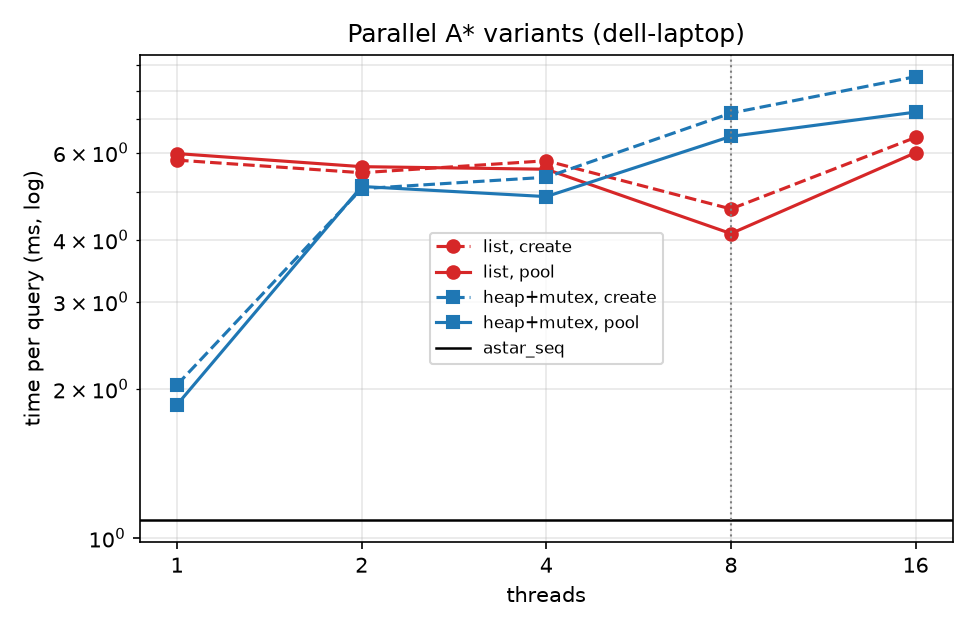 Parallel A* variants (dell-laptop)
time per query (ms, log)
6 × 10⁰
4 × 10⁰
3 × 10⁰
2 × 10⁰
10⁰
list, create
list, pool
heap+mutex, create
heap+mutex, pool
astar_seq
1 2 4 8 16
threads